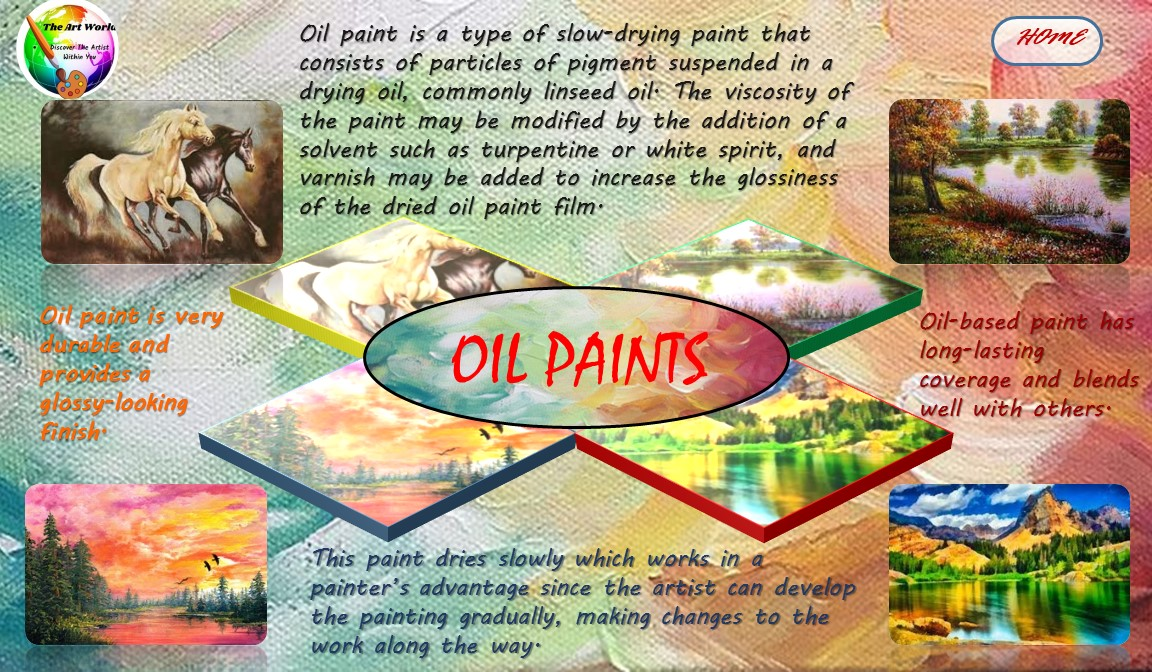 The Art World
Discover The Artist
Within You
HOME
Oil paint is a type of slow-drying paint that
consists of particles of pigment suspended in a
drying oil, commonly linseed oil. The viscosity of
the paint may be modified by the addition of a
solvent such as turpentine or white spirit, and
varnish may be added to increase the glossiness
of the dried oil paint film.
Oil paint is very
durable and
provides a
glossy-looking
finish.
OIL PAINTS
Oil-based paint has
long-lasting
coverage and blends
well with others.
This paint dries slowly which works in a
painter's advantage since the artist can develop
the painting gradually, making changes to the
work along the way.